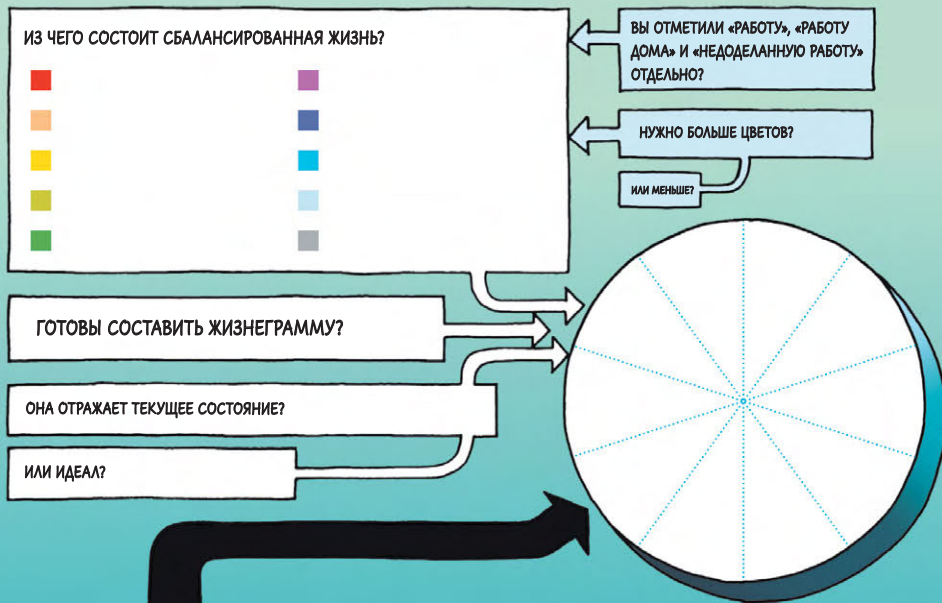 ИЗ ЧЕГО СОСТОИТ СБАЛАНСИРОВАННАЯ ЖИЗНЬ?
ВЫ ОТМЕТИЛИ «РАБОТУ», «РАБОТУ
ДОМА» И «НЕДОДЕЛАННУЮ РАБОТУ»
ОТДЕЛЬНО?
НУЖНО БОЛЬШЕ ЦВЕТОВ?
ИЛИ МЕНЬШЕ?
ГОТОВЫ СОСТАВИТЬ ЖИЗНЕГРАММУ?
ОНА ОТРАЖАЕТ ТЕКУЩЕЕ СОСТОЯНИЕ?
ИЛИ ИДЕАЛ?